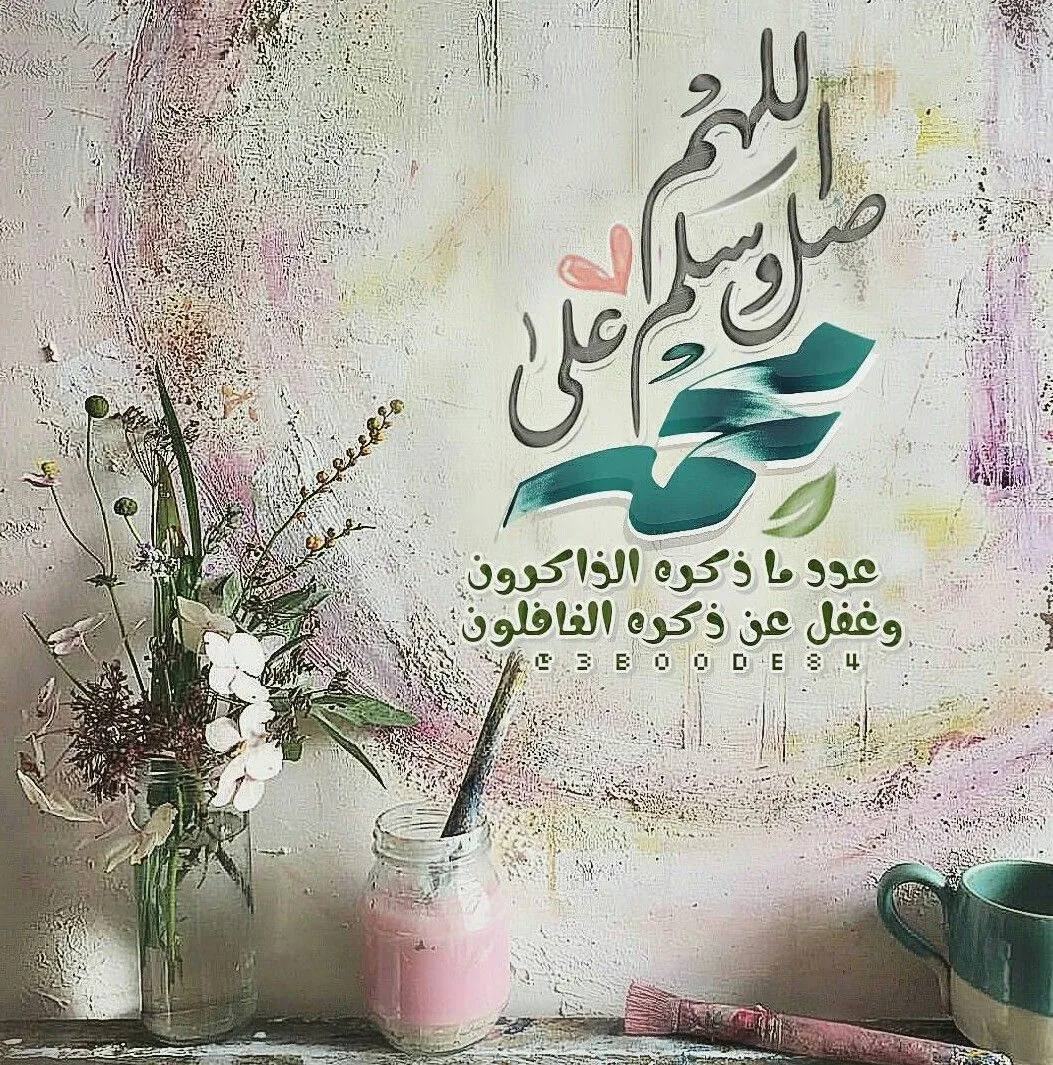 اللهم
صل وسلم
على
محمد
عدد ما ذكره الذاكرون
وغفل عن ذكره الغافلون
@3BOODE84